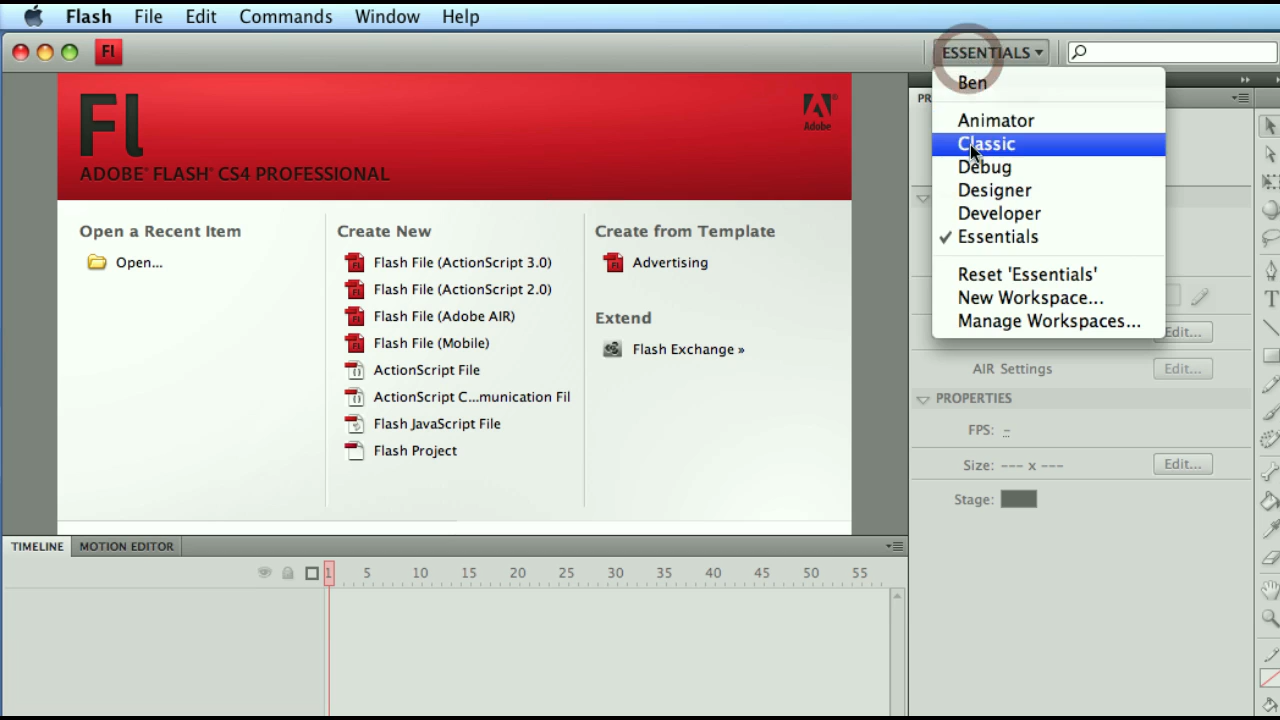 Flash File Edit Commands Window Help
Fl ESSENTIALS
Ben
Animator
Classic
Debug
Designer
Developer
Essentials
Reset 'Essentials'
New Workspace...
Manage Workspaces...
Fl
ADOBE® FLASH® CS4 PROFESSIONAL
Adobe
Open a Recent Item
Open...
Create New
Flash File (ActionScript 3.0)
Flash File (ActionScript 2.0)
Flash File (Adobe AIR)
Flash File (Mobile)
ActionScript File
ActionScript C...munication Fil
Flash JavaScript File
Flash Project
Create from Template
Advertising
Extend
Flash Exchange »
PR
Edit...
AIR Settings Edit...
PROPERTIES
FPS: --
Size: --- x --- Edit...
Stage:
TIMELINE MOTION EDITOR
1 5 10 15 20 25 30 35 40 45 50 55